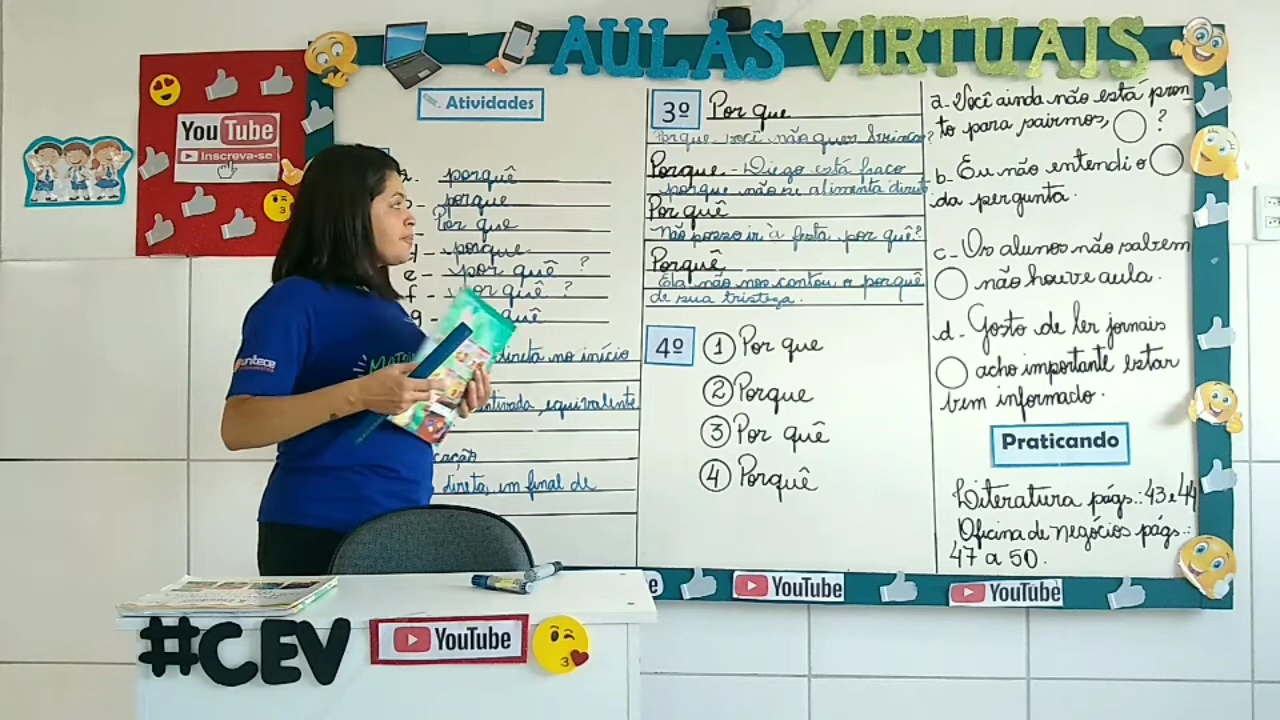 AULAS VIRTUAIS
YouTube
Inscreva-se
Atividades
a. porquê
porque
Por que
porque
e - por quê ?
f - Por quê ?
g - quê
direta no início
equivalente
direta, em final de
3º Por que
Porque você não quer brincar?
Porque - Diego está fraco
porque não se alimenta direito
Por quê
Não posso ir à festa, por quê?
Porquê
Ela não nos contou o porquê
de sua tristeza.
4º 1 Por que
2 Porque
3 Por quê
4 Porquê
a- Você ainda não está pron
to para sairmos, ?
b- Eu não entendi o
da pergunta.
c- Os alunos não sabem
não houve aula.
d- Gosto de ler jornais
acho importante estar
bem informado.
Praticando
Literatura págs.: 43 e 44
Oficina de negócios págs.:
47 a 50.
e YouTube YouTube
#CEV YouTube